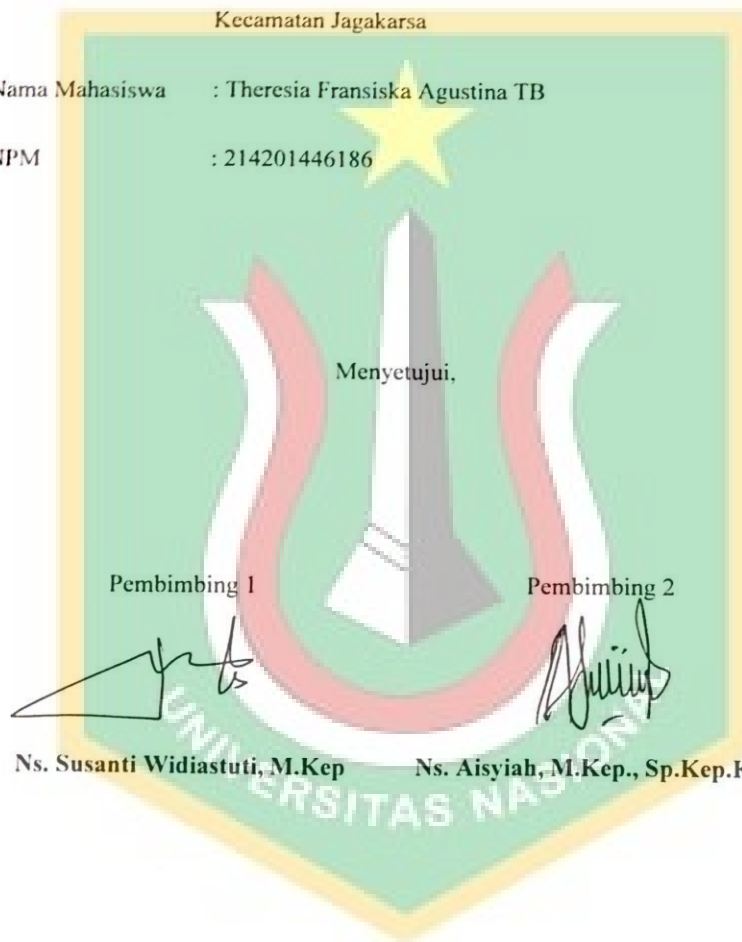 Kecamatan Jagakarsa
Nama Mahasiswa : Theresia Fransiska Agustina TB
NPM : 214201446186
Menyetujui,
Pembimbing 1 Pembimbing 2
Ns. Susanti Widiastuti, M.Kep Ns. Aisyiah, M.Kep., Sp.Kep.K
UNIVERSITAS NASIONAL